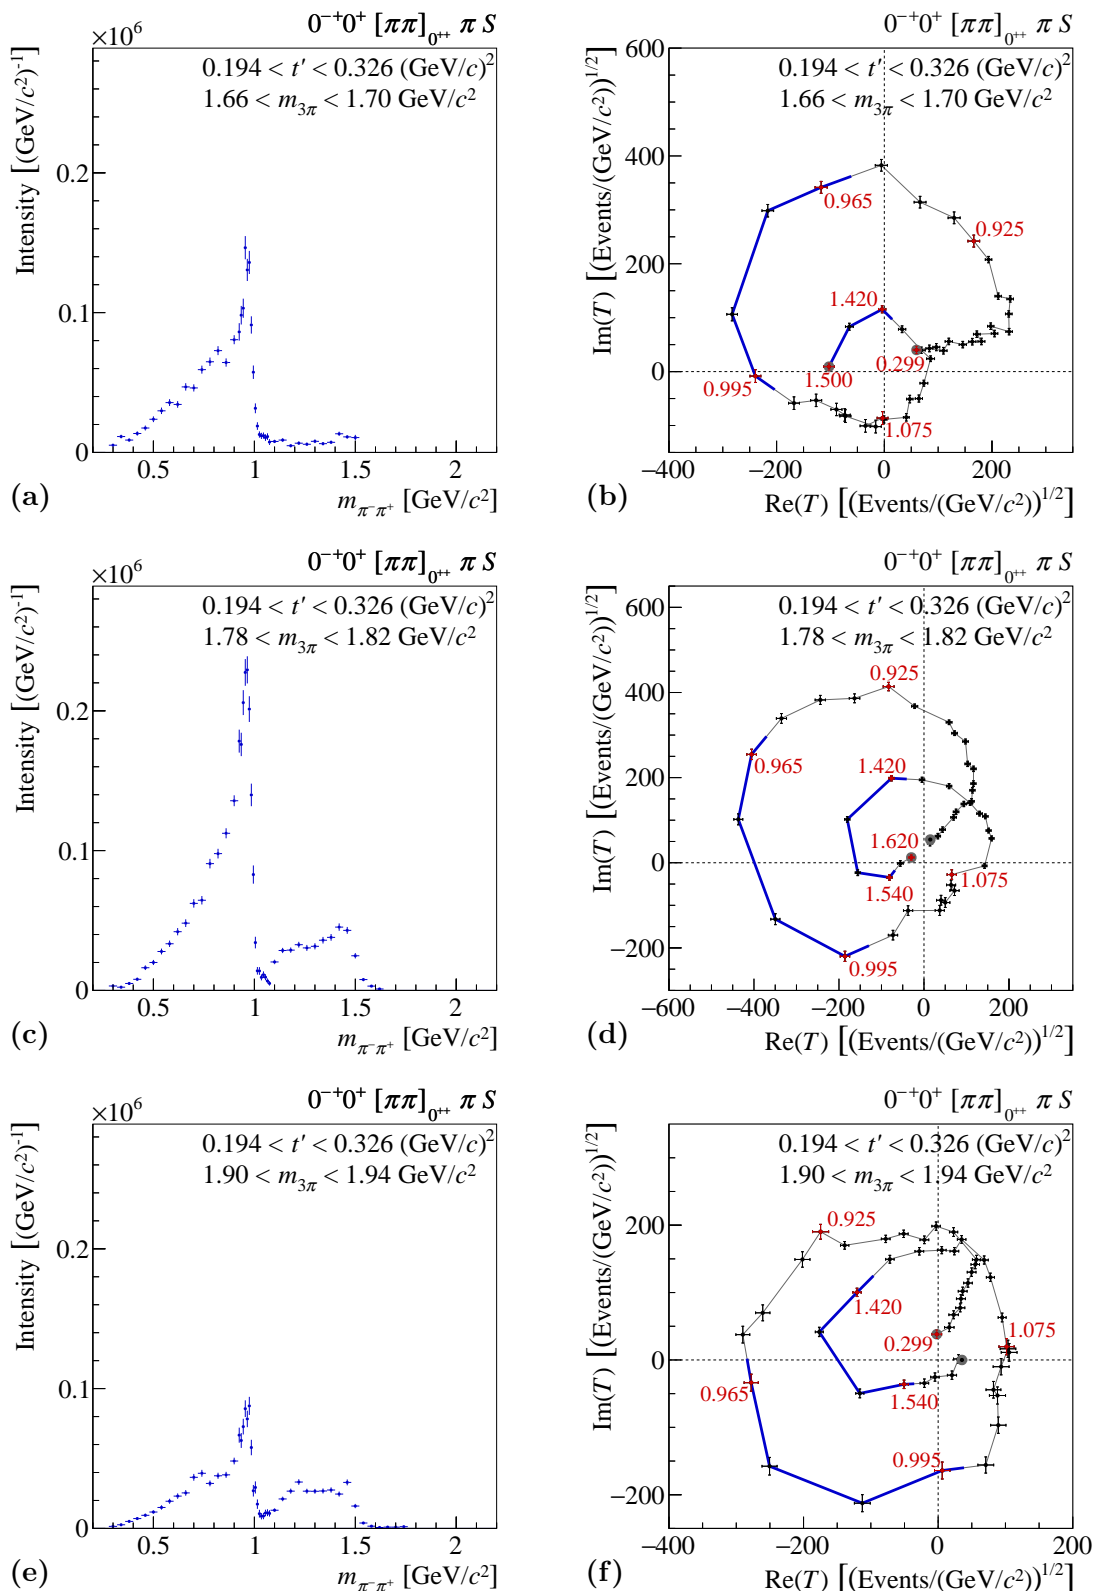 0⁻⁺0⁺ [ππ]₀₊₊ π S
×10⁶
Intensity [(GeV/c²)⁻¹]
0.194 < t′ < 0.326 (GeV/c)²
1.66 < m₃π < 1.70 GeV/c²
0.2
0.1
0
0.5 1 1.5 2
m_π⁻π⁺ [GeV/c²]
(a)
0⁻⁺0⁺ [ππ]₀₊₊ π S
Im(T) [(Events/(GeV/c²))^1/2]
0.194 < t′ < 0.326 (GeV/c)²
1.66 < m₃π < 1.70 GeV/c²
600
400
200
0
0.965
0.925
1.420
0.299
1.500
0.995
1.075
−400 −200 0 200
Re(T) [(Events/(GeV/c²))^1/2]
(b)
0⁻⁺0⁺ [ππ]₀₊₊ π S
×10⁶
Intensity [(GeV/c²)⁻¹]
0.194 < t′ < 0.326 (GeV/c)²
1.78 < m₃π < 1.82 GeV/c²
0.2
0.1
0
0.5 1 1.5 2
m_π⁻π⁺ [GeV/c²]
(c)
0⁻⁺0⁺ [ππ]₀₊₊ π S
Im(T) [(Events/(GeV/c²))^1/2]
0.194 < t′ < 0.326 (GeV/c)²
1.78 < m₃π < 1.82 GeV/c²
600
400
200
0
−200
0.925
0.965
1.420
1.620
1.540
1.075
0.995
−600 −400 −200 0 200
Re(T) [(Events/(GeV/c²))^1/2]
(d)
0⁻⁺0⁺ [ππ]₀₊₊ π S
×10⁶
Intensity [(GeV/c²)⁻¹]
0.194 < t′ < 0.326 (GeV/c)²
1.90 < m₃π < 1.94 GeV/c²
0.2
0.1
0
0.5 1 1.5 2
m_π⁻π⁺ [GeV/c²]
(e)
0⁻⁺0⁺ [ππ]₀₊₊ π S
Im(T) [(Events/(GeV/c²))^1/2]
0.194 < t′ < 0.326 (GeV/c)²
1.90 < m₃π < 1.94 GeV/c²
200
0
−200
0.925
1.420
0.299
1.075
0.965
1.540
0.995
−400 −200 0 200
Re(T) [(Events/(GeV/c²))^1/2]
(f)